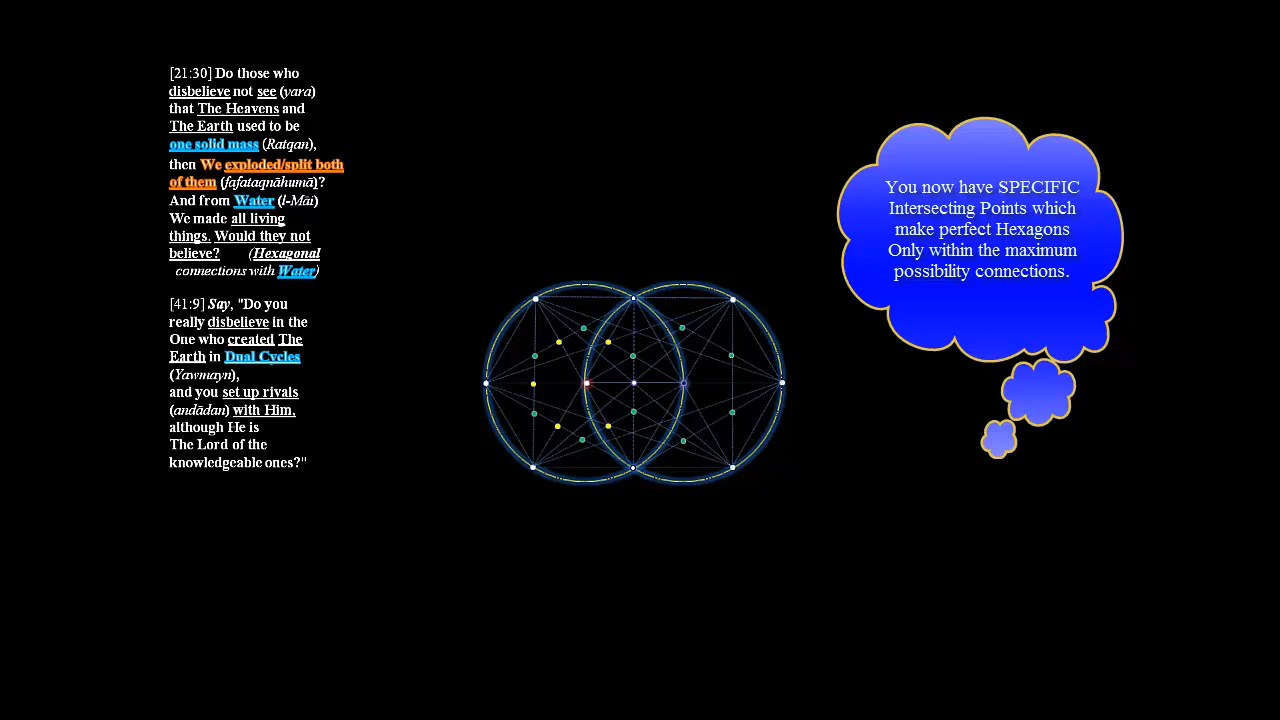 [21:30] Do those who
disbelieve not see (yara)
that The Heavens and
The Earth used to be
one solid mass (Ratqan),
then We exploded/split both
of them (fafataqnāhumā)?
And from Water (l-Māi)
We made all living
things. Would they not
believe? (Hexagonal
connections with Water)
[41:9] Say, "Do you
really disbelieve in the
One who created The
Earth in Dual Cycles
(Yawmayn),
and you set up rivals
(andādan) with Him,
although He is
The Lord of the
knowledgeable ones?"
You now have SPECIFIC
Intersecting Points which
make perfect Hexagons
Only within the maximum
possibility connections.